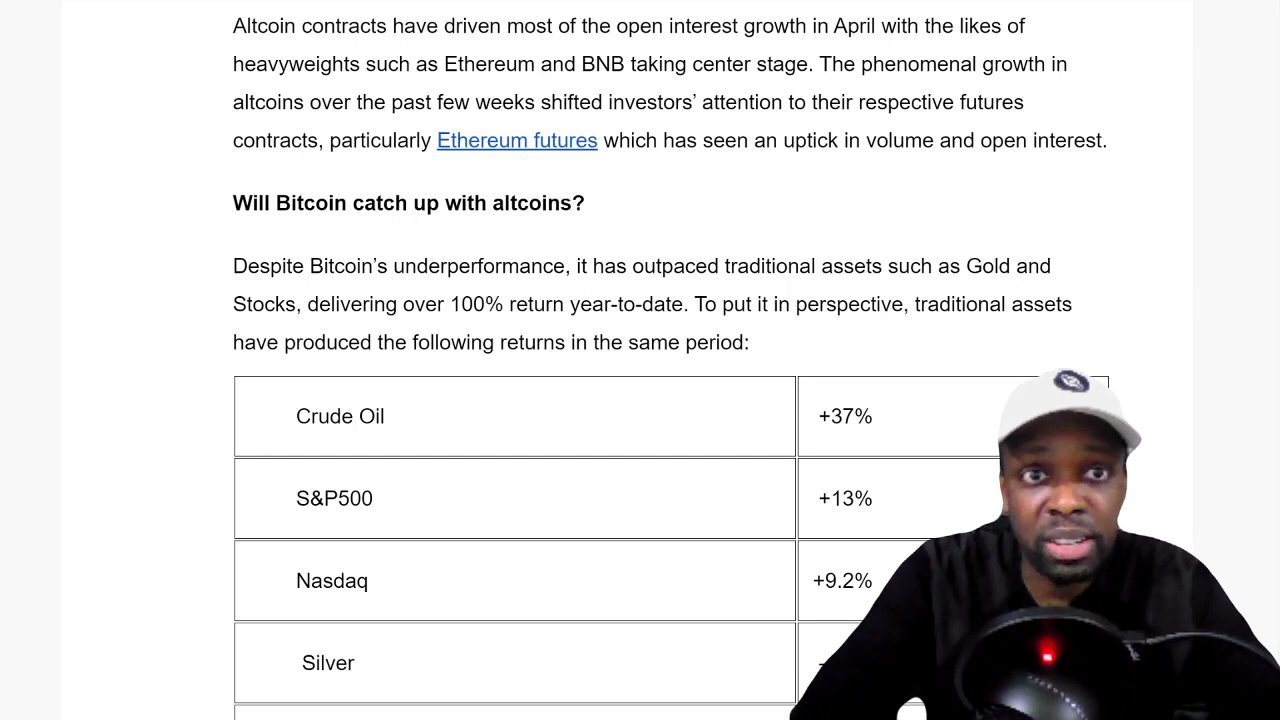 Altcoin contracts have driven most of the open interest growth in April with the likes of
heavyweights such as Ethereum and BNB taking center stage. The phenomenal growth in
altcoins over the past few weeks shifted investors’ attention to their respective futures
contracts, particularly Ethereum futures which has seen an uptick in volume and open interest.
Will Bitcoin catch up with altcoins?
Despite Bitcoin’s underperformance, it has outpaced traditional assets such as Gold and
Stocks, delivering over 100% return year-to-date. To put it in perspective, traditional assets
have produced the following returns in the same period:
Crude Oil +37%
S&P500 +13%
Nasdaq +9.2%
Silver